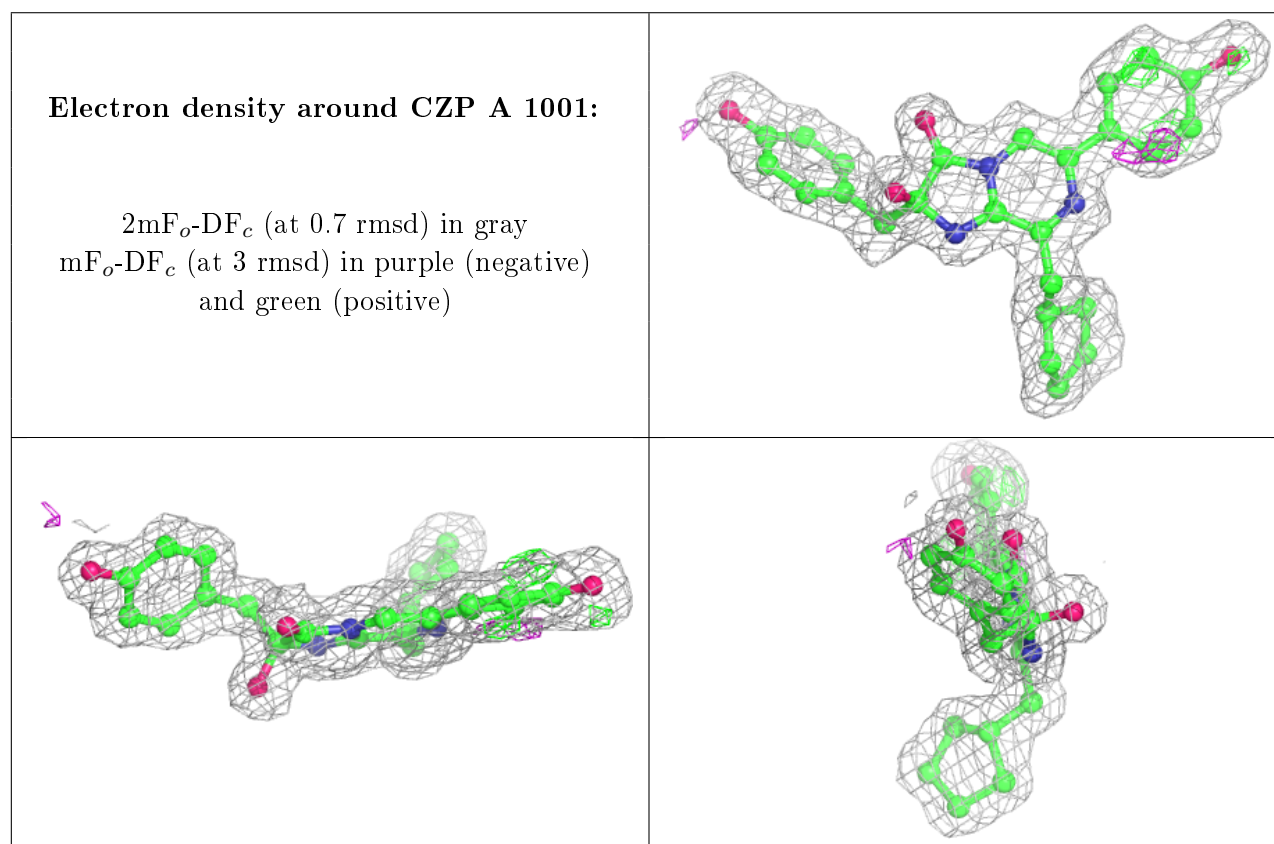 Electron density around CZP A 1001:
2mFₒ-DF𝒸 (at 0.7 rmsd) in gray
mFₒ-DF𝒸 (at 3 rmsd) in purple (negative)
and green (positive)